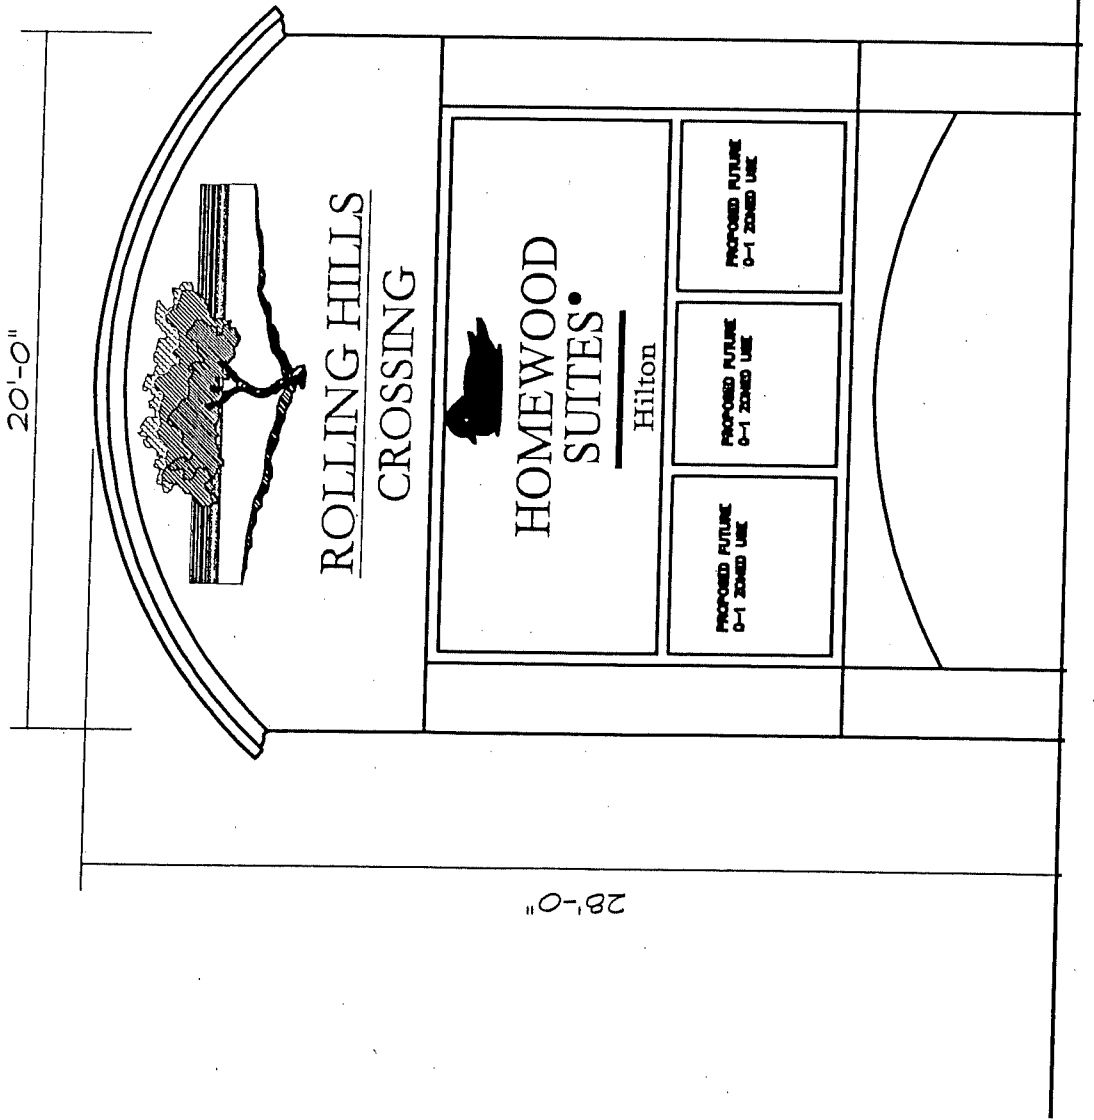 20'-0"
ROLLING HILLS
CROSSING
HOMEWOOD
SUITES
Hilton
PROPOSED FUTURE
O-1 ZONED USE
PROPOSED FUTURE
O-1 ZONED USE
PROPOSED FUTURE
O-1 ZONED USE
28'-0"